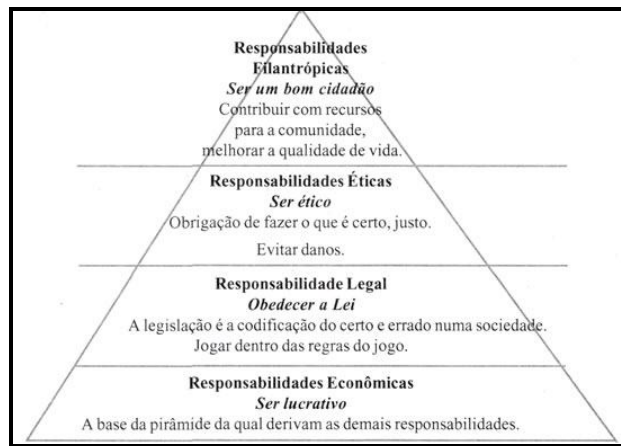 Responsabilidades
Filantrópicas
Ser um bom cidadão
Contribuir com recursos
para a comunidade,
melhorar a qualidade de vida.
Responsabilidades Éticas
Ser ético
Obrigação de fazer o que é certo, justo.
Evitar danos.
Responsabilidade Legal
Obedecer a Lei
A legislação é a codificação do certo e errado numa sociedade.
Jogar dentro das regras do jogo.
Responsabilidades Econômicas
Ser lucrativo
A base da pirâmide da qual derivam as demais responsabilidades.